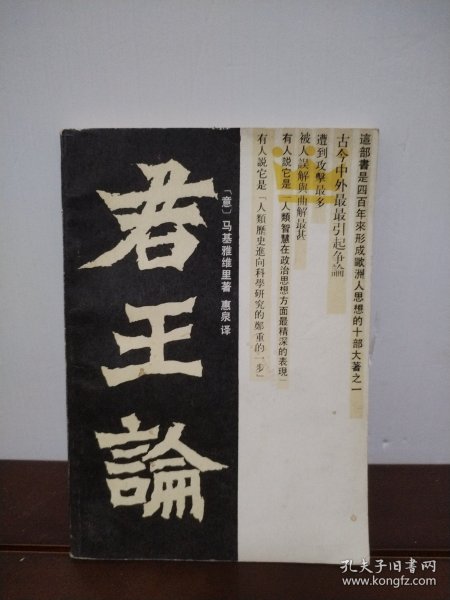 君王論
〔意〕马基雅维里著 惠泉译
這部書是四百年來形成歐洲人思想的十部大著之一
古今中外最最引起爭論
遭到攻擊最多
被人誤解與曲解最甚
有人説它是「人類智慧在政治思想方面最精深的表現」
有人説它是「人類歷史進向科學研究的鄭重的一步」
孔夫子旧书网
www.kongfz.com